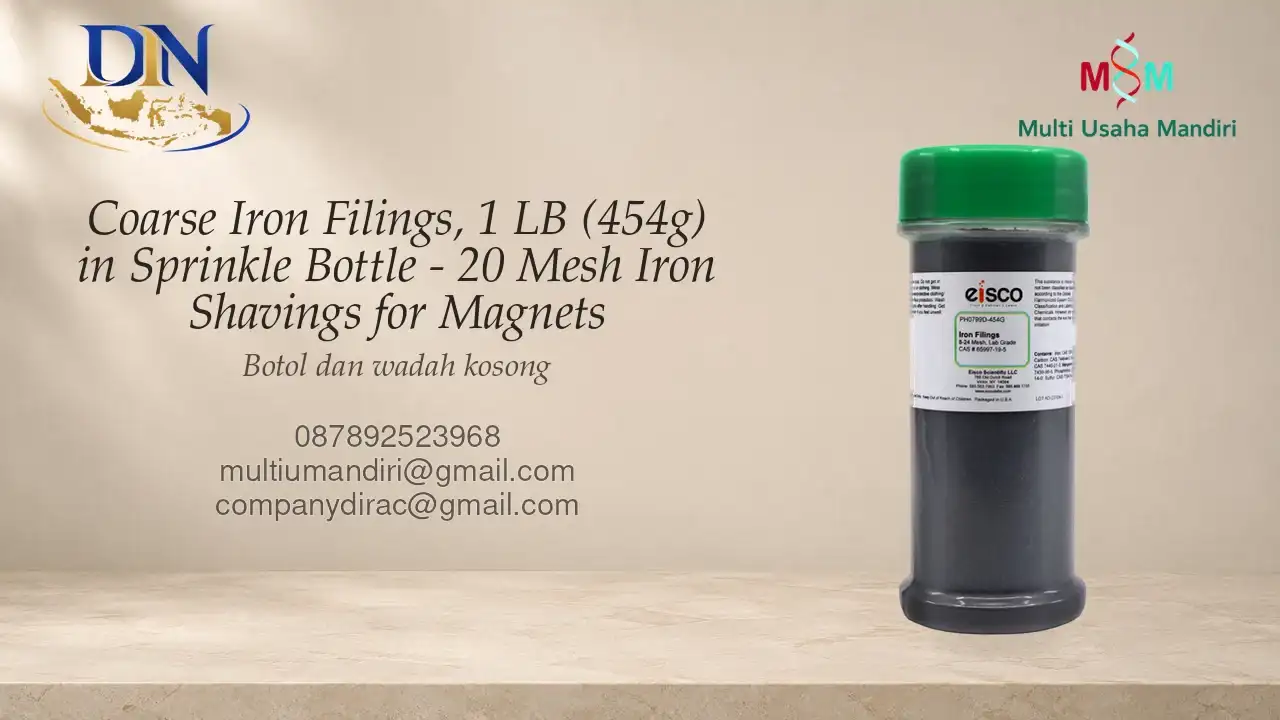 DN
M M
Multi Usaha Mandiri
Coarse Iron Filings, 1 LB (454g)
in Sprinkle Bottle - 20 Mesh Iron
Shavings for Magnets
Botol dan wadah kosong
087892523968
multiumandiri@gmail.com
companydirac@gmail.com
eisco
PH0799D-454G
Iron Filings
8-24 Mesh, Lab Grade
CAS # 65997-19-5
Eisco Scientific LLC